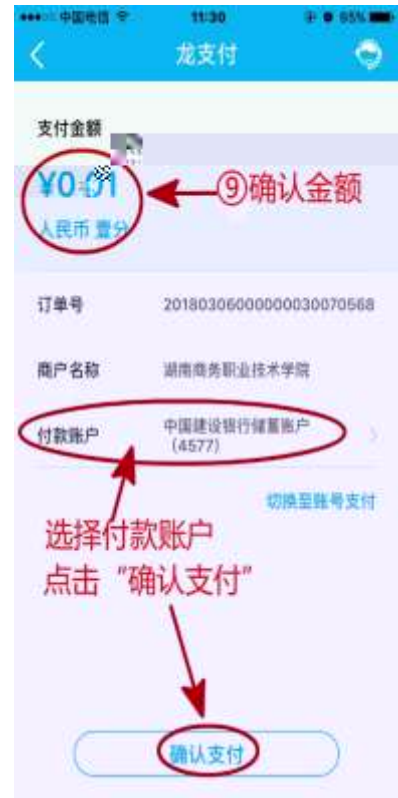 中国电信 11:30 65%
龙支付
支付金额
¥0.01
⑨确认金额
人民币 壹分
订单号 20180306000000030070568
商户名称 湖南商务职业技术学院
付款账户 中国建设银行储蓄账户
(4577)
切换至账号支付
选择付款账户
点击“确认支付”
确认支付